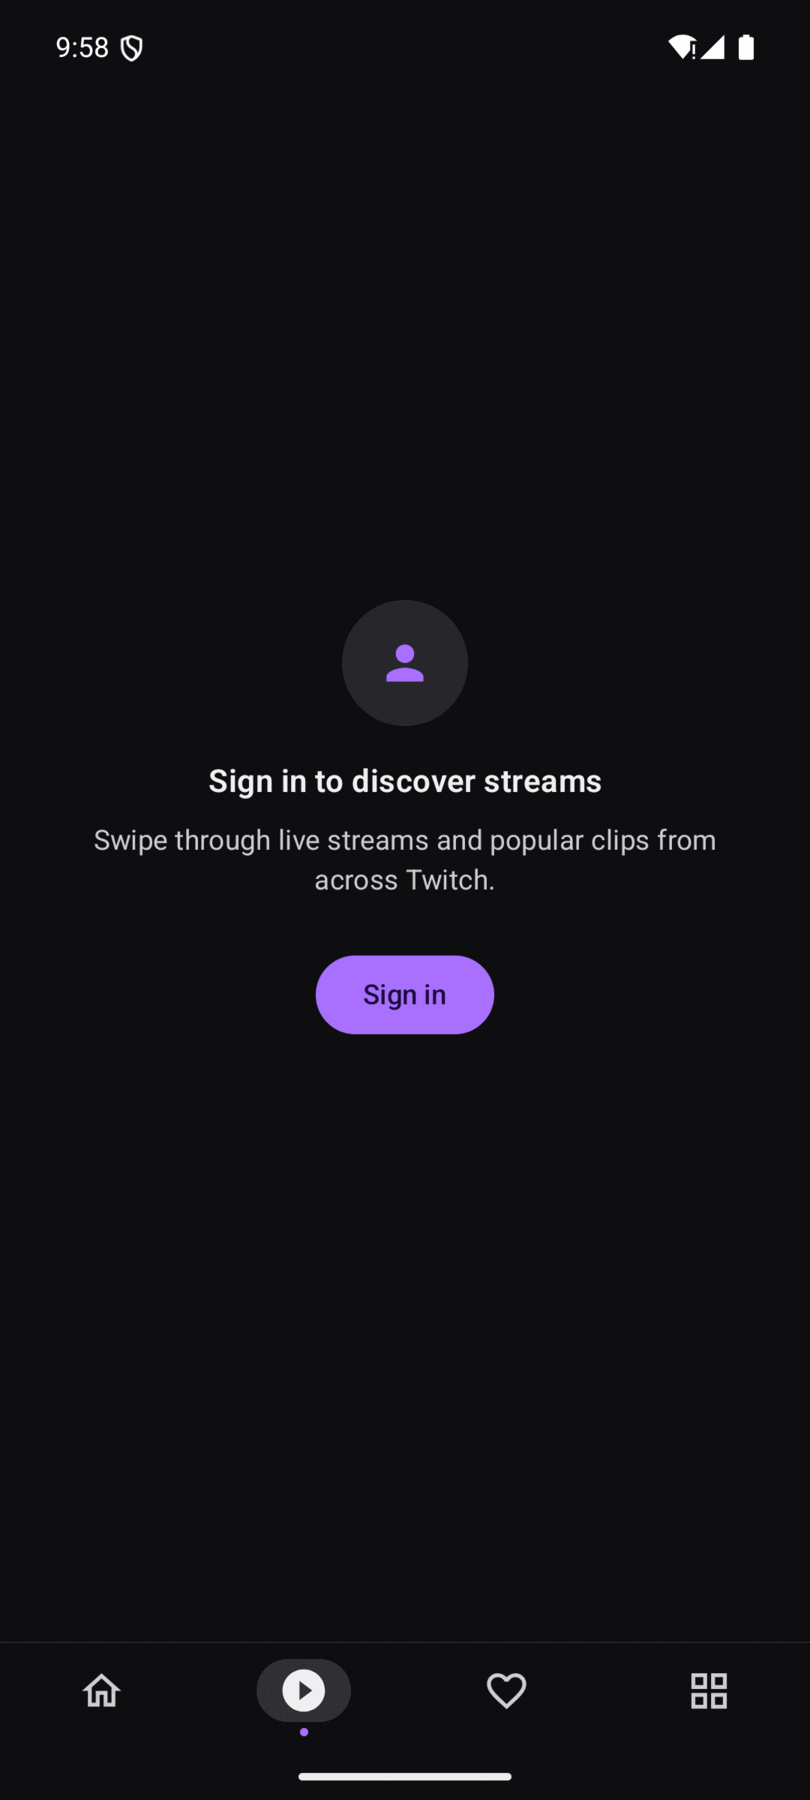 9:58
Sign in to discover streams
Swipe through live streams and popular clips from
across Twitch.
Sign in